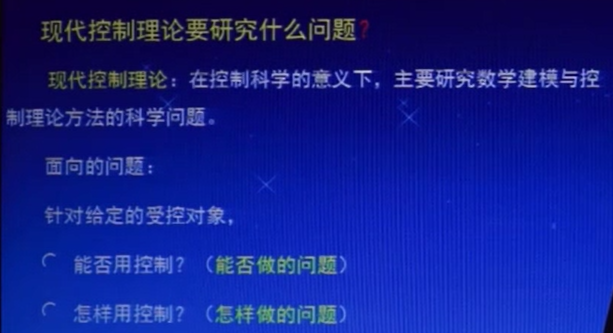 现代控制理论要研究什么问题？
现代控制理论：在控制科学的意义下，主要研究数学建模与控
制理论方法的科学问题。
面向的问题：
针对给定的受控对象，
能否用控制？（能否做的问题）
怎样用控制？（怎样做的问题）